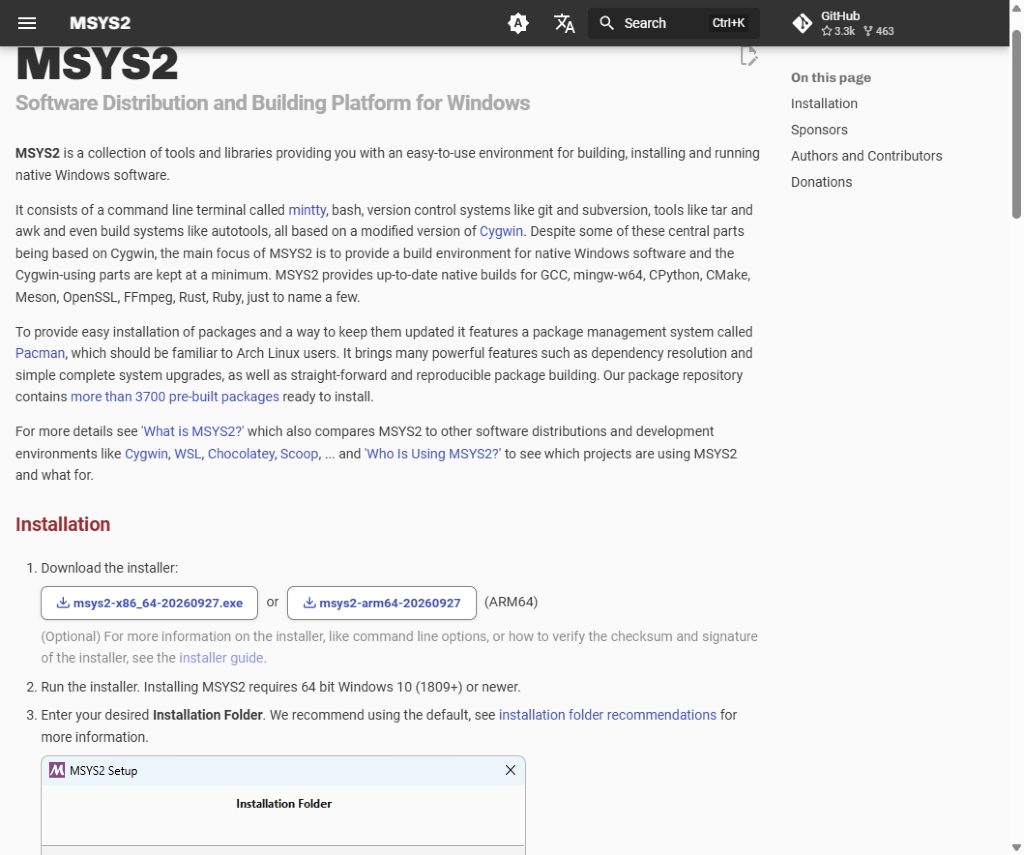 MSYS2
Search
Ctrl+K
GitHub
3.3k 463
MSYS2
Software Distribution and Building Platform for Windows
MSYS2 is a collection of tools and libraries providing you with an easy-to-use environment for building, installing and running
native Windows software.
It consists of a command line terminal called mintty, bash, version control systems like git and subversion, tools like tar and
awk and even build systems like autotools, all based on a modified version of Cygwin. Despite some of these central parts
being based on Cygwin, the main focus of MSYS2 is to provide a build environment for native Windows software and the
Cygwin-using parts are kept at a minimum. MSYS2 provides up-to-date native builds for GCC, mingw-w64, CPython, CMake,
Meson, OpenSSL, FFmpeg, Rust, Ruby, just to name a few.
To provide easy installation of packages and a way to keep them updated it features a package management system called
Pacman, which should be familiar to Arch Linux users. It brings many powerful features such as dependency resolution and
simple complete system upgrades, as well as straight-forward and reproducible package building. Our package repository
contains more than 3700 pre-built packages ready to install.
For more details see 'What is MSYS2?' which also compares MSYS2 to other software distributions and development
environments like Cygwin, WSL, Chocolatey, Scoop, ... and 'Who Is Using MSYS2?' to see which projects are using MSYS2
and what for.
Installation
1. Download the installer:
msys2-x86_64-20260927.exe or msys2-arm64-20260927 (ARM64)
(Optional) For more information on the installer, like command line options, or how to verify the checksum and signature
of the installer, see the installer guide.
2. Run the installer. Installing MSYS2 requires 64 bit Windows 10 (1809+) or newer.
3. Enter your desired Installation Folder. We recommend using the default, see installation folder recommendations for
more information.
MSYS2 Setup
Installation Folder
On this page
Installation
Sponsors
Authors and Contributors
Donations